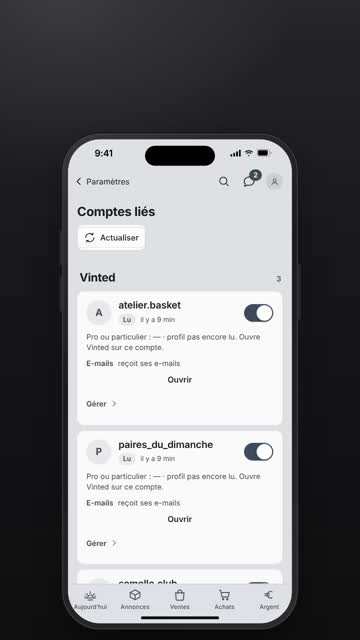 9:41
Paramètres
2
Comptes liés
Actualiser
Vinted
3
A
atelier.basket
Lu il y a 9 min
Pro ou particulier : — · profil pas encore lu. Ouvre
Vinted sur ce compte.
E-mails reçoit ses e-mails
Ouvrir
Gérer
P
paires_du_dimanche
Lu il y a 9 min
Pro ou particulier : — · profil pas encore lu. Ouvre
Vinted sur ce compte.
E-mails reçoit ses e-mails
Ouvrir
Gérer
Aujourd'hui
Annonces
Ventes
Achats
Argent